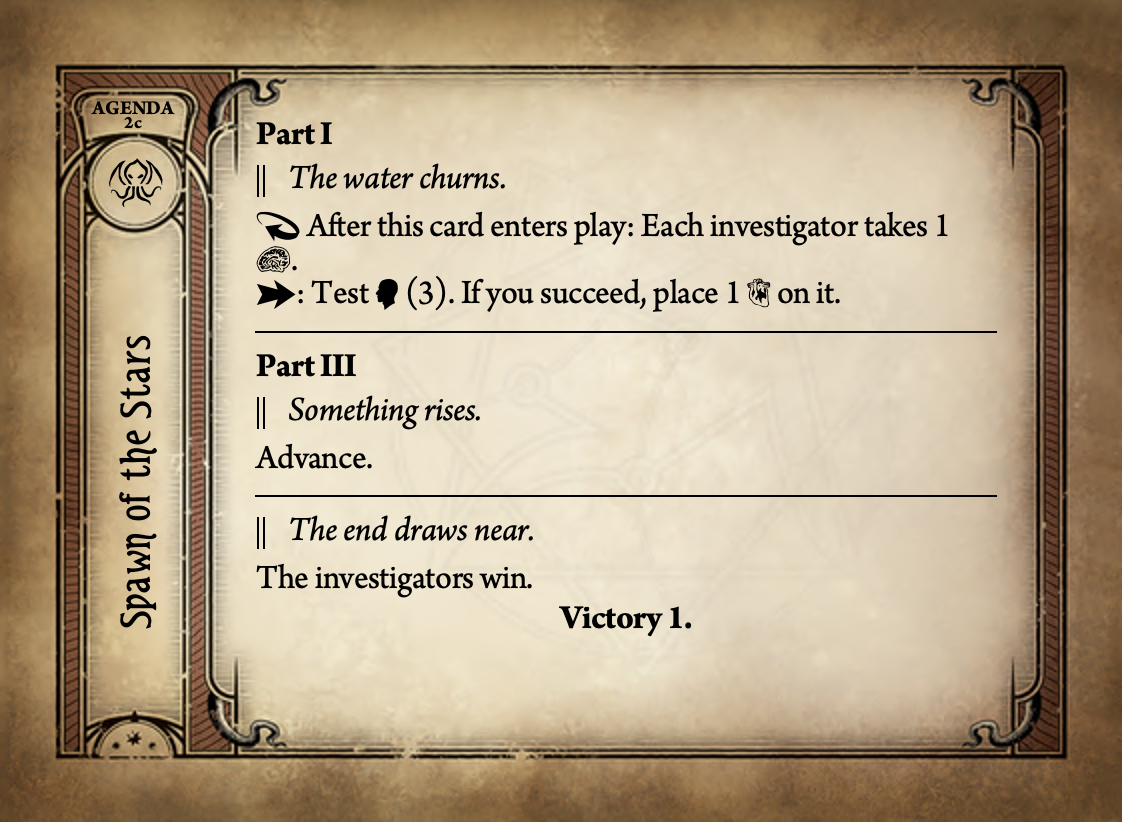 AGENDA
2c
Spawn of the Stars
Part I
The water churns.
After this card enters play: Each investigator takes 1
.
: Test (3). If you succeed, place 1 on it.
Part III
Something rises.
Advance.
The end draws near.
The investigators win.
Victory 1.